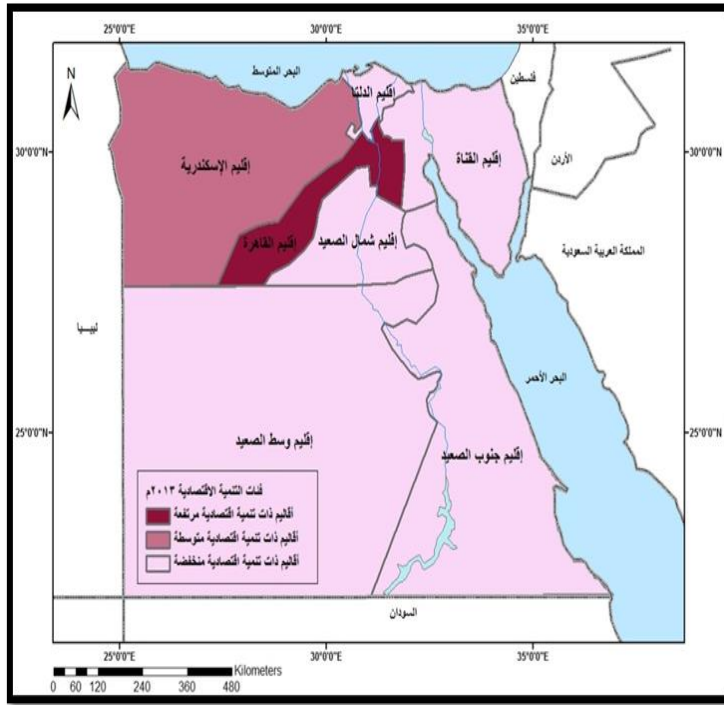 25°0'0"E
30°0'0"E
35°0'0"E
N
البحر المتوسط
فلسطين
إقليم الدلتا
30°0'0"N
30°0'0"N
إقليم الإسكندرية
إقليم القناة
الأردن
إقليم القاهرة
إقليم شمال الصعيد
المملكة العربية السعودية
ليبيـــا
البحر الأحمر
25°0'0"N
25°0'0"N
إقليم وسط الصعيد
إقليم جنوب الصعيد
فئات التنمية الاقتصادية ٢٠١٣م
أقاليم ذات تنمية اقتصادية مرتفعة
أقاليم ذات تنمية اقتصادية متوسطة
أقاليم ذات تنمية اقتصادية منخفضة
السودان
25°0'0"E
30°0'0"E
35°0'0"E
Kilometers
0 60 120 240 360 480